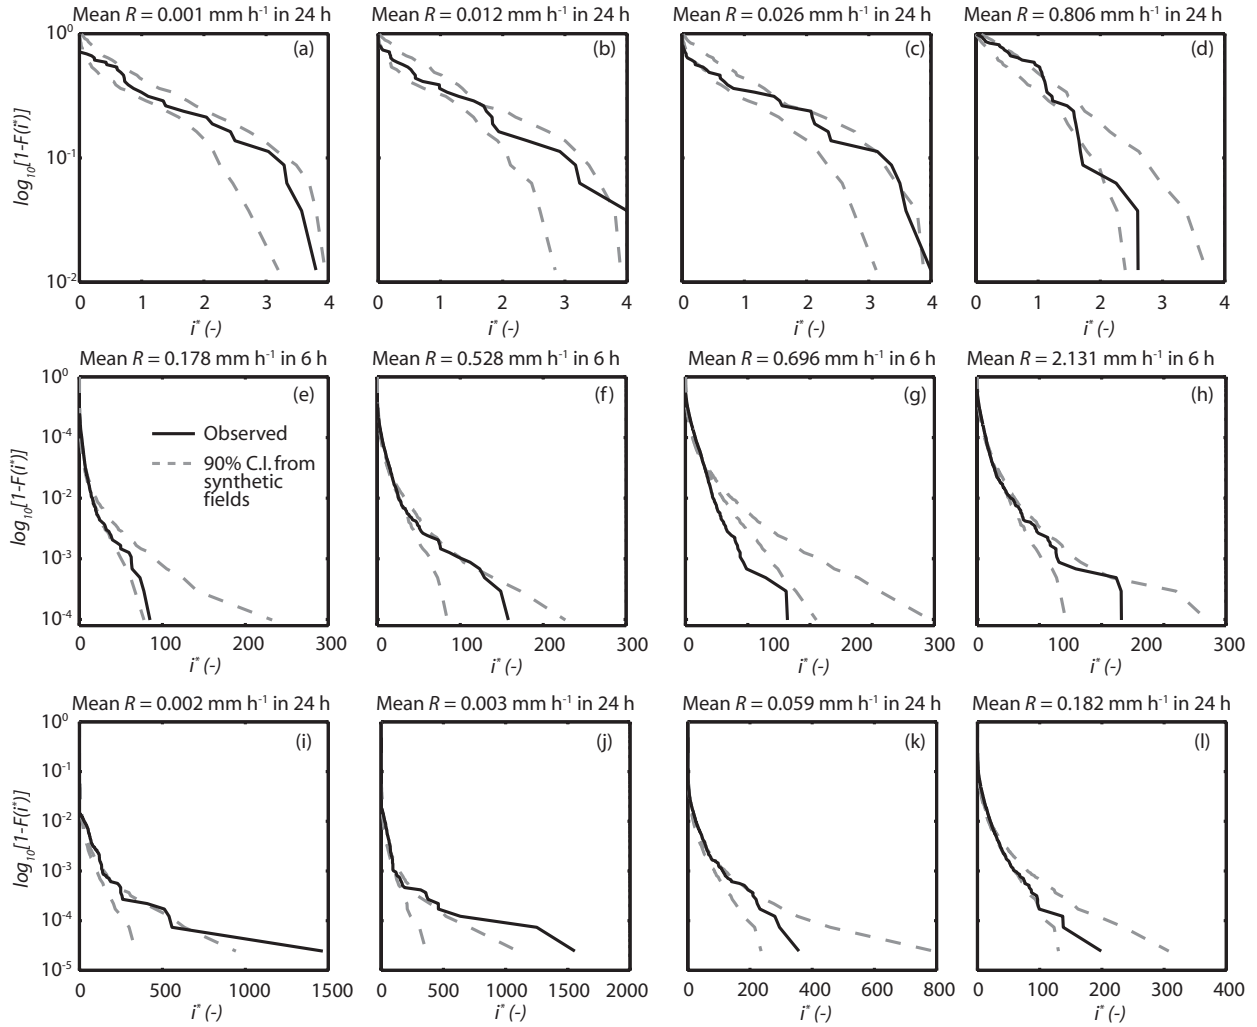 Mean R = 0.001 mm h⁻¹ in 24 h Mean R = 0.012 mm h⁻¹ in 24 h Mean R = 0.026 mm h⁻¹ in 24 h Mean R = 0.806 mm h⁻¹ in 24 h
10⁰ (a) (b) (c) (d)
log₁₀[1-F(i*)]
10⁻¹
10⁻²
0 1 2 3 4 0 1 2 3 4 0 1 2 3 4 0 1 2 3 4
i* (-) i* (-) i* (-) i* (-)
Mean R = 0.178 mm h⁻¹ in 6 h Mean R = 0.528 mm h⁻¹ in 6 h Mean R = 0.696 mm h⁻¹ in 6 h Mean R = 2.131 mm h⁻¹ in 6 h
10⁰ (e) (f) (g) (h)
10⁻⁴ Observed
90% C.I. from
synthetic
fields
log₁₀[1-F(i*)]
10⁻²
10⁻³
10⁻⁴
0 100 200 300 0 100 200 300 0 100 200 300 0 100 200 300
i* (-) i* (-) i* (-) i* (-)
Mean R = 0.002 mm h⁻¹ in 24 h Mean R = 0.003 mm h⁻¹ in 24 h Mean R = 0.059 mm h⁻¹ in 24 h Mean R = 0.182 mm h⁻¹ in 24 h
10⁰ (i) (j) (k) (l)
10⁻¹
10⁻²
log₁₀[1-F(i*)]
10⁻³
10⁻⁴
10⁻⁵
0 500 1000 1500 0 500 1000 1500 2000 0 200 400 600 800 0 100 200 300 400
i* (-) i* (-) i* (-) i* (-)